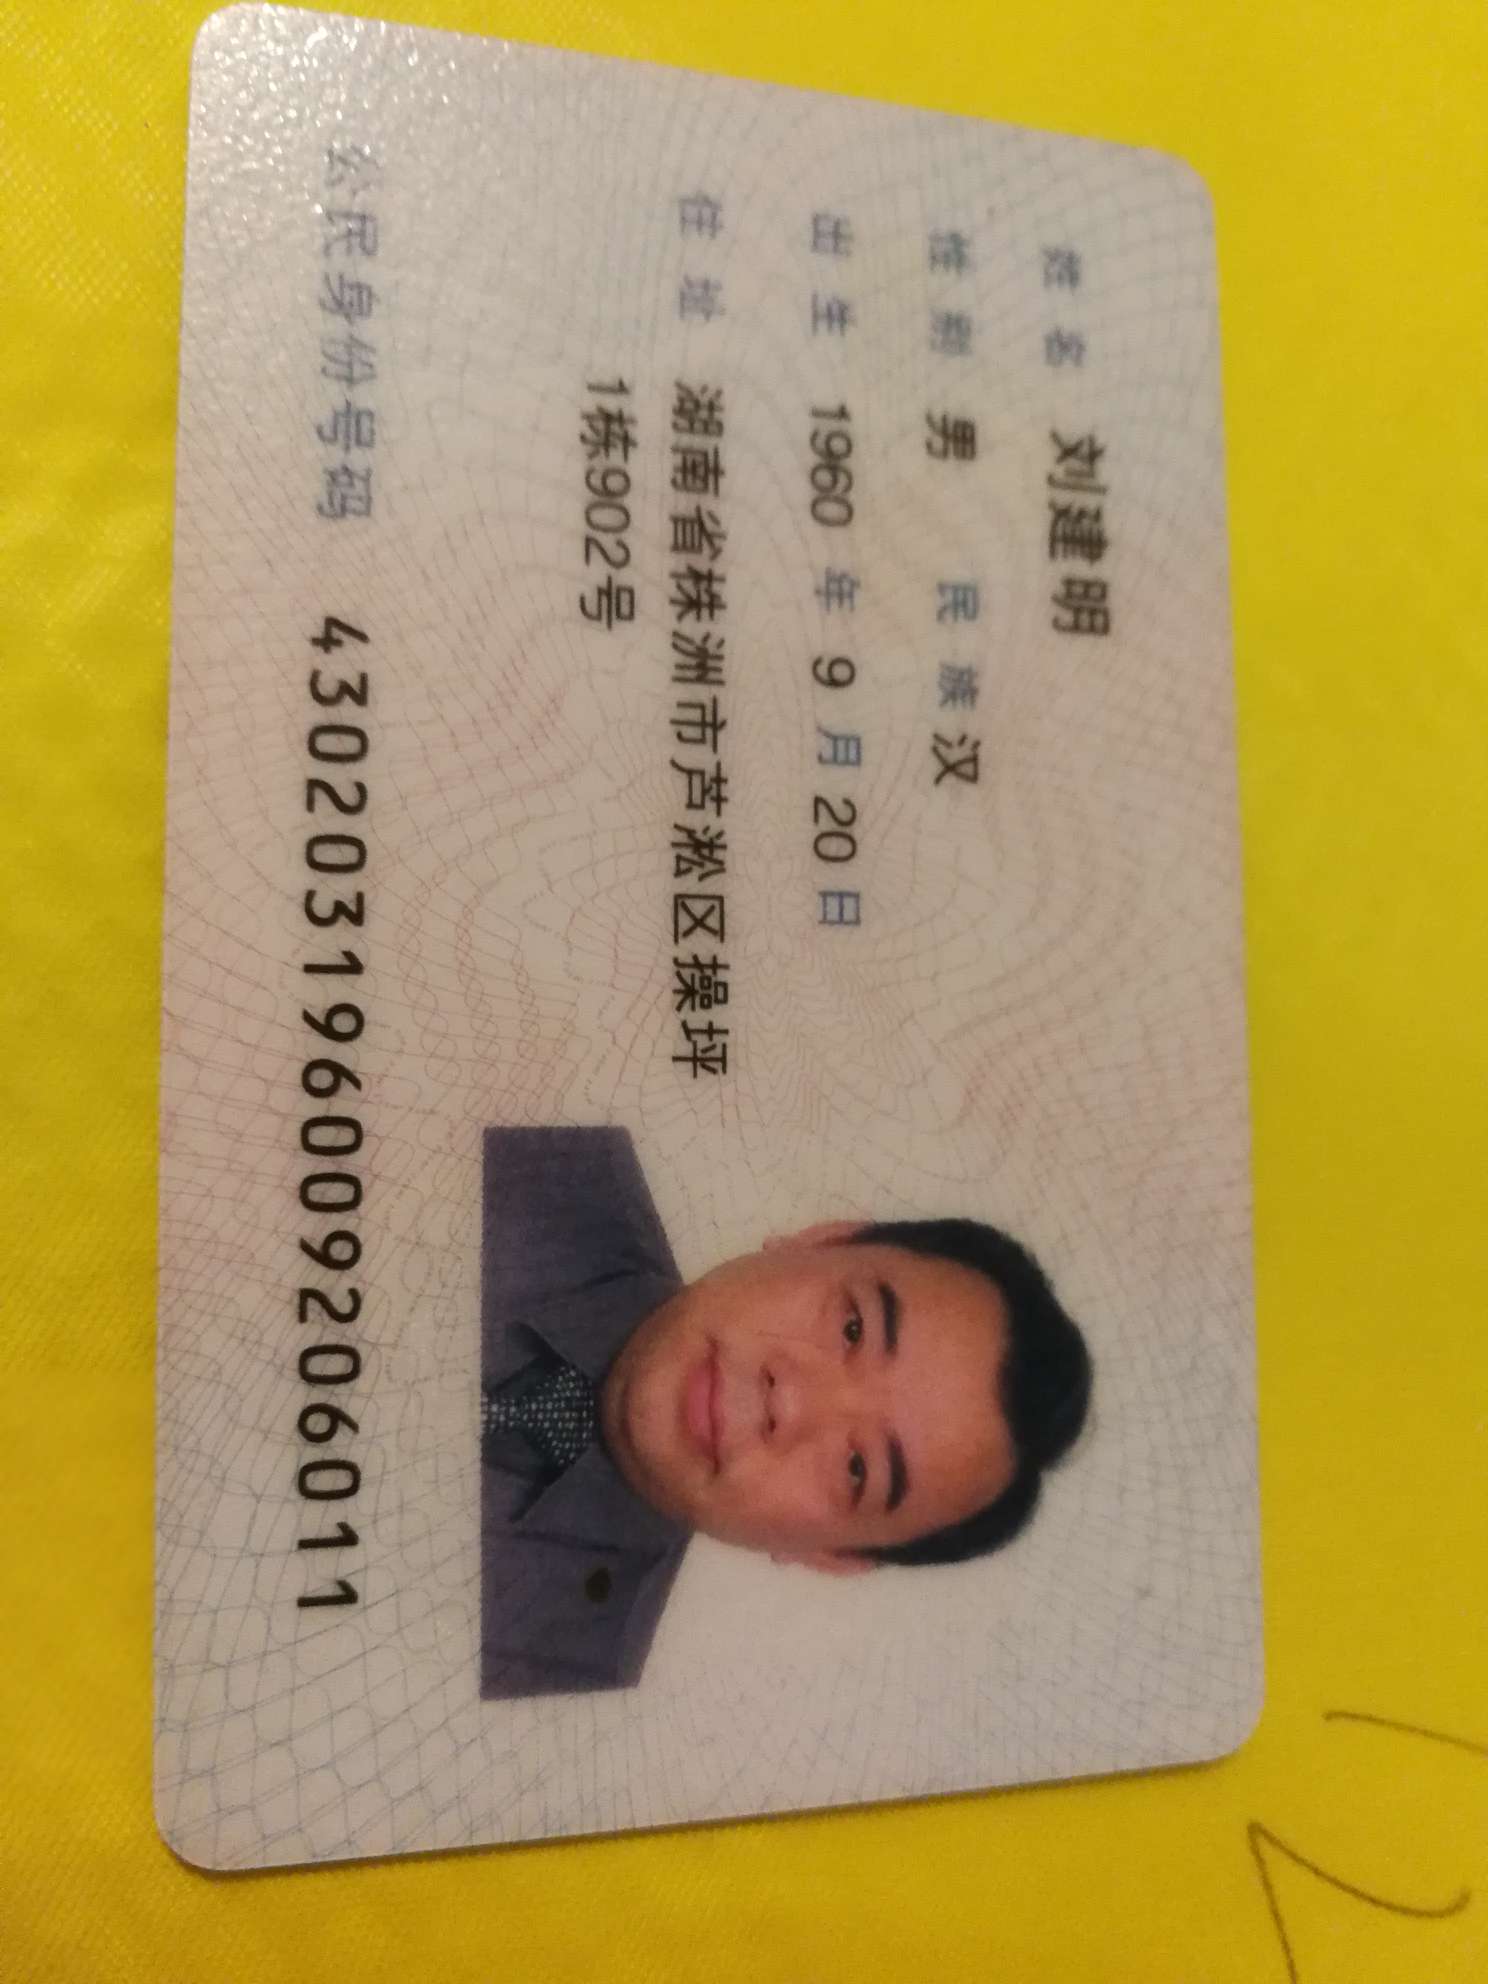 姓名 刘建明
性别 男 民族 汉
出生 1960 年 9 月 20 日
住址 湖南省株洲市芦淞区操坪
1栋902号
公民身份号码 430203196009206011
12